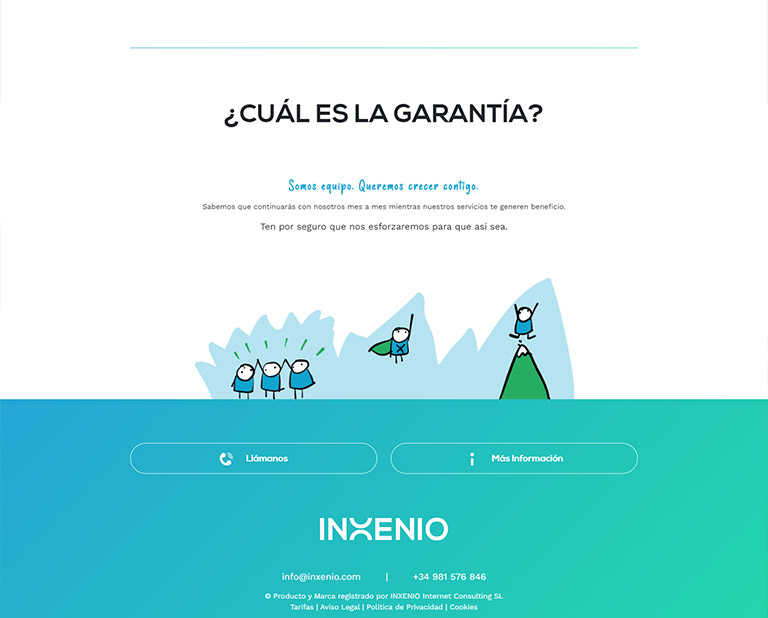 ¿CUÁL ES LA GARANTÍA?
Somos equipo. Queremos crecer contigo.
Sabemos que continuarás con nosotros mes a mes mientras nuestros servicios te generen beneficio.
Ten por seguro que nos esforzaremos para que así sea.
Llámanos
Más Información
INXENIO
info@inxenio.com | +34 981 576 846
© Producto y Marca registrado por INXENIO Internet Consulting SL
Tarifas | Aviso Legal | Política de Privacidad | Cookies